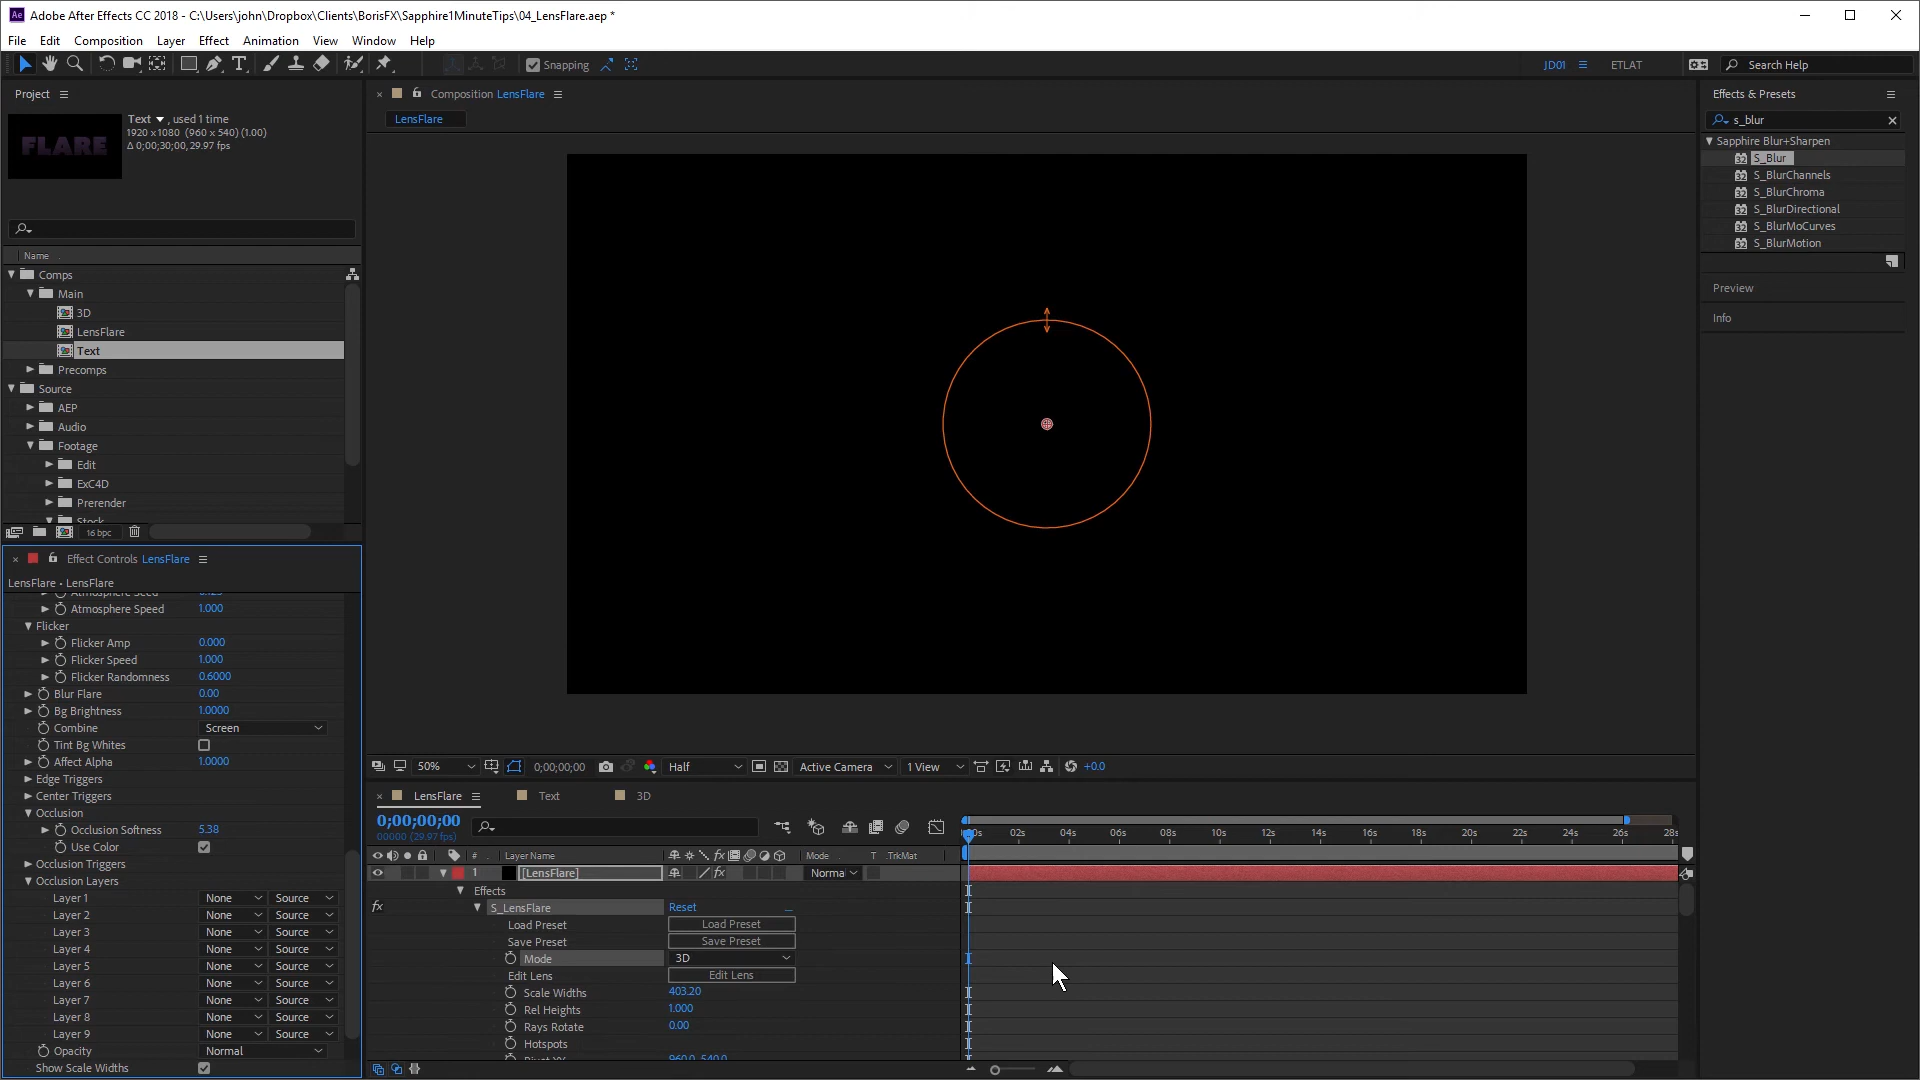 Ae Adobe After Effects CC 2018 - C:\Users\john\Dropbox\Clients\BorisFX\Sapphire1MinuteTips\04_LensFlare.aep *
File Edit Composition Layer Effect Animation View Window Help
Snapping JD01 ETLAT Search Help
Project
Text , used 1 time
1920 x1080 (960 x 540) (1.00)
Δ 0;00;30;00, 29.97 fps
FLARE
Name
Comps
Main
3D
LensFlare
Text
Precomps
Source
AEP
Audio
Footage
Edit
ExC4D
Prerender
Stock
16 bpc
Composition LensFlare
LensFlare
Effects & Presets
s_blur
Sapphire Blur+Sharpen
S_Blur
S_BlurChannels
S_BlurChroma
S_BlurDirectional
S_BlurMoCurves
S_BlurMotion
Preview
Info
Effect Controls LensFlare
LensFlare • LensFlare
Atmosphere Seed 0.123
Atmosphere Speed 1.000
Flicker
Flicker Amp 0.000
Flicker Speed 1.000
Flicker Randomness 0.6000
Blur Flare 0.00
Bg Brightness 1.0000
Combine Screen
Tint Bg Whites
Affect Alpha 1.0000
Edge Triggers
Center Triggers
Occlusion
Occlusion Softness 5.38
Use Color
Occlusion Triggers
Occlusion Layers
Layer 1 None Source
Layer 2 None Source
Layer 3 None Source
Layer 4 None Source
Layer 5 None Source
Layer 6 None Source
Layer 7 None Source
Layer 8 None Source
Layer 9 None Source
Opacity Normal
Show Scale Widths
50% 0;00;00;00 Half Active Camera 1 View +0.0
LensFlare Text 3D
0;00;00;00
00000 (29.97 fps)
02s 04s 06s 08s 10s 12s 14s 16s 18s 20s 22s 24s 26s 28s
# Layer Name Mode T .TrkMat
1 [LensFlare] Norma
Effects
fx S_LensFlare Reset
Load Preset Load Preset
Save Preset Save Preset
Mode 3D
Edit Lens Edit Lens
Scale Widths 403.20
Rel Heights 1.000
Rays Rotate 0.00
Hotspots
Pivot XY 960.0, 540.0